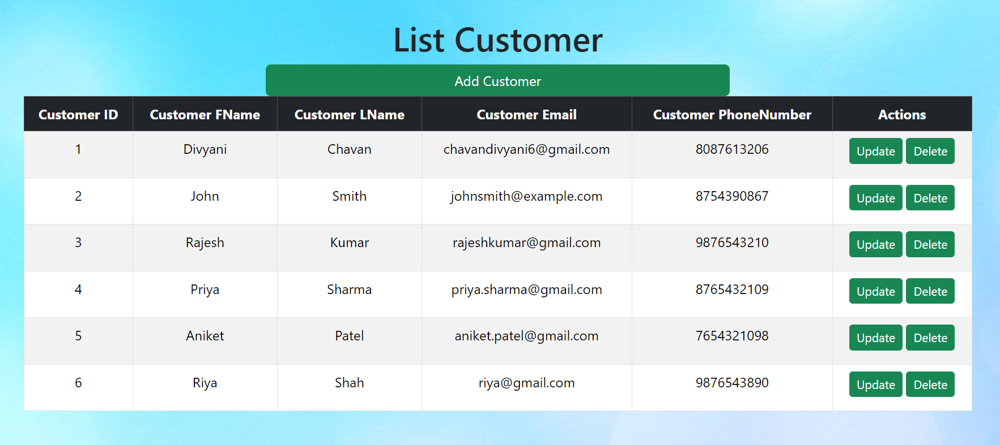 List Customer
Add Customer
Customer ID Customer FName Customer LName Customer Email Customer PhoneNumber Actions
1 Divyani Chavan chavandivyani6@gmail.com 8087613206 Update Delete
2 John Smith johnsmith@example.com 8754390867 Update Delete
3 Rajesh Kumar rajeshkumar@gmail.com 9876543210 Update Delete
4 Priya Sharma priya.sharma@gmail.com 8765432109 Update Delete
5 Aniket Patel aniket.patel@gmail.com 7654321098 Update Delete
6 Riya Shah riya@gmail.com 9876543890 Update Delete